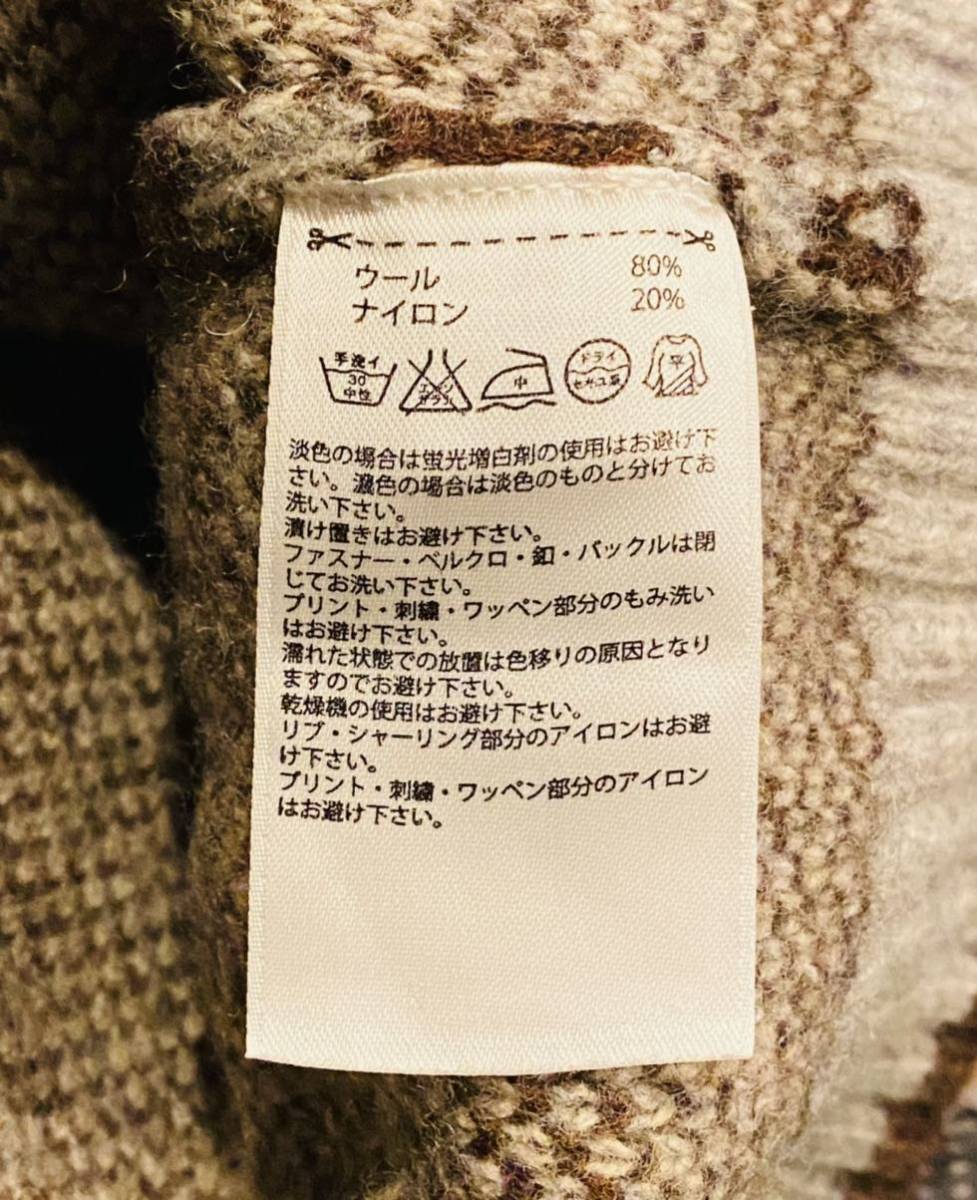 ウール 80%
ナイロン 20%
手洗イ
30
中性
エンソ
サラシ
中
ドライ
セキユ系
平
淡色の場合は蛍光増白剤の使用はお避け下
さい。濃色の場合は淡色のものと分けてお
洗い下さい。
漬け置きはお避け下さい。
ファスナー・ベルクロ・釦・バックルは閉
じてお洗い下さい。
プリント・刺繍・ワッペン部分のもみ洗い
はお避け下さい。
濡れた状態での放置は色移りの原因となり
ますのでお避け下さい。
乾燥機の使用はお避け下さい。
リブ・シャーリング部分のアイロンはお避
け下さい。
プリント・刺繍・ワッペン部分のアイロン
はお避け下さい。